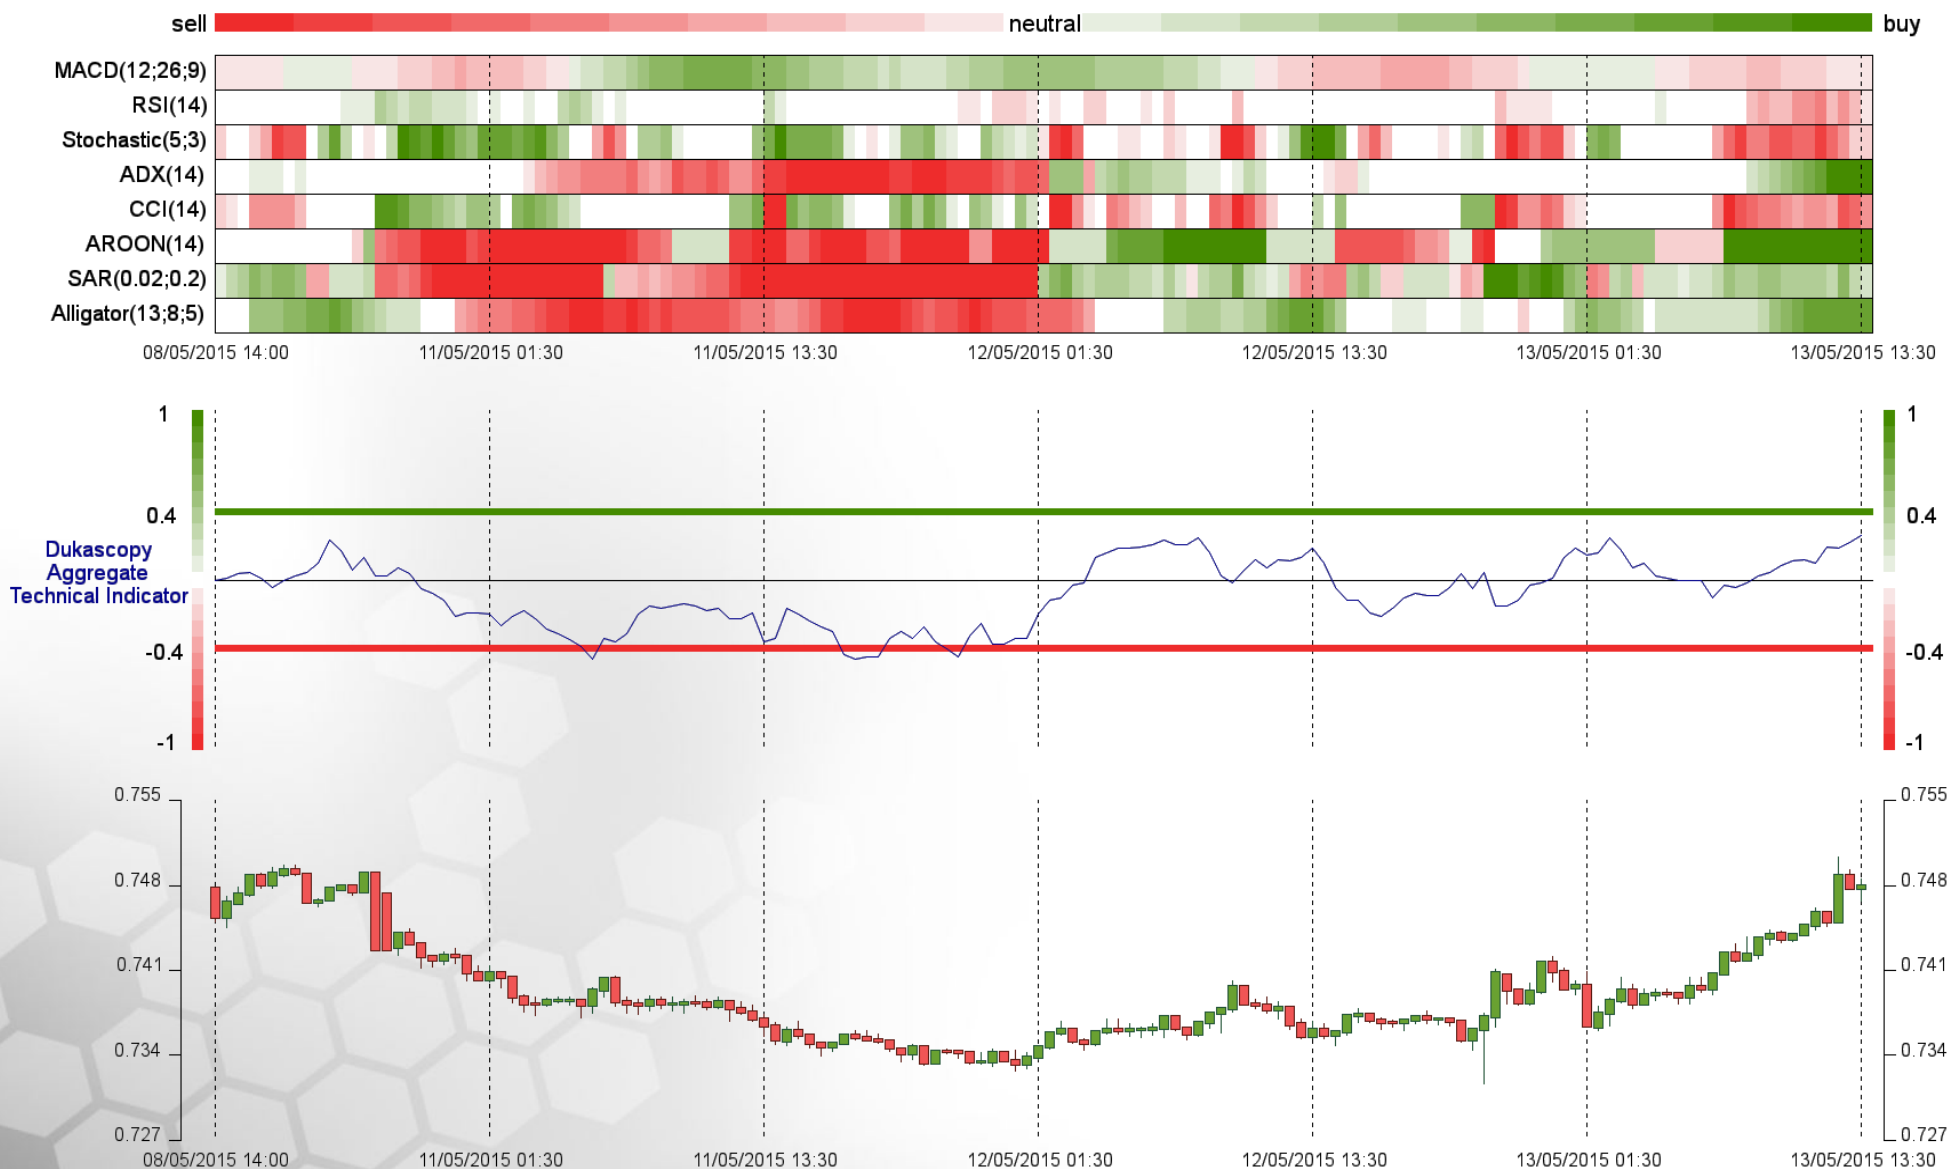 sell neutral buy
MACD(12;26;9)
RSI(14)
Stochastic(5;3)
ADX(14)
CCI(14)
AROON(14)
SAR(0.02;0.2)
Alligator(13;8;5)
08/05/2015 14:00 11/05/2015 01:30 11/05/2015 13:30 12/05/2015 01:30 12/05/2015 13:30 13/05/2015 01:30 13/05/2015 13:30
1 1
0.4 0.4
Dukascopy
Aggregate
Technical Indicator
-0.4 -0.4
-1 -1
0.755 0.755
0.748 0.748
0.741 0.741
0.734 0.734
0.727 0.727
08/05/2015 14:00 11/05/2015 01:30 11/05/2015 13:30 12/05/2015 01:30 12/05/2015 13:30 13/05/2015 01:30 13/05/2015 13:30